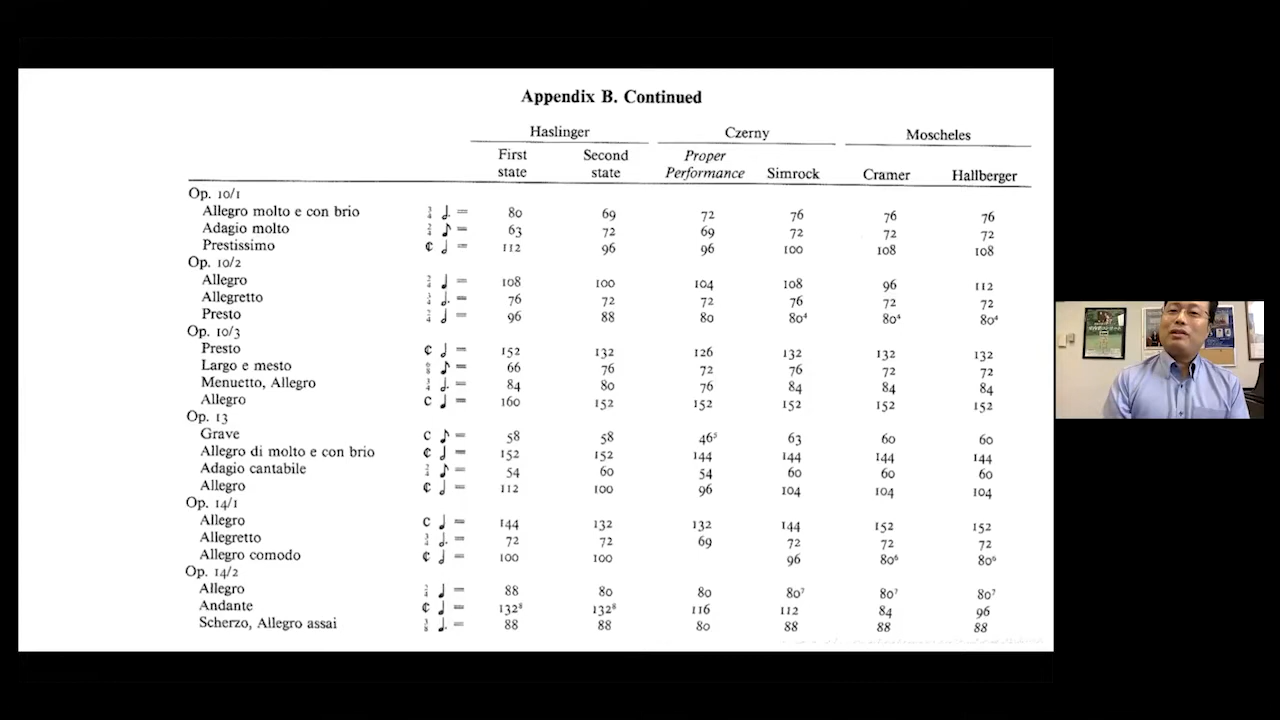 Appendix B. Continued
Haslinger Czerny Moscheles
First state Second state Proper Performance Simrock Cramer Hallberger
Op. 10/1
Allegro molto e con brio 3/4 𝅗𝅥. = 80 69 72 76 76 76
Adagio molto 2/4 ♪ = 63 72 69 72 72 72
Prestissimo ¢ 𝅗𝅥 = 112 96 96 100 108 108
Op. 10/2
Allegro 2/4 ♩ = 108 100 104 108 96 112
Allegretto 3/4 𝅗𝅥. = 76 72 72 76 72 72
Presto 2/4 𝅗𝅥 = 96 88 80 80⁴ 80⁴ 80⁴
Op. 10/3
Presto ¢ 𝅗𝅥 = 152 132 126 132 132 132
Largo e mesto 6/8 ♪ = 66 76 72 76 72 72
Menuetto, Allegro 3/4 𝅗𝅥. = 84 80 76 84 84 84
Allegro C ♩ = 160 152 152 152 152 152
Op. 13
Grave C ♪ = 58 58 46⁵ 63 60 60
Allegro di molto e con brio ¢ 𝅗𝅥 = 152 152 144 144 144 144
Adagio cantabile 2/4 ♪ = 54 60 54 60 60 60
Allegro ¢ 𝅗𝅥 = 112 100 96 104 104 104
Op. 14/1
Allegro C ♩ = 144 132 132 144 152 152
Allegretto 3/4 𝅗𝅥. = 72 72 69 72 72 72
Allegro comodo ¢ 𝅗𝅥 = 100 100 96 80⁶ 80⁶
Op. 14/2
Allegro 2/4 ♩ = 88 80 80 80⁷ 80⁷ 80⁷
Andante ¢ ♩ = 132⁸ 132⁸ 116 112 84 96
Scherzo, Allegro assai 3/8 ♩. = 88 88 80 88 88 88